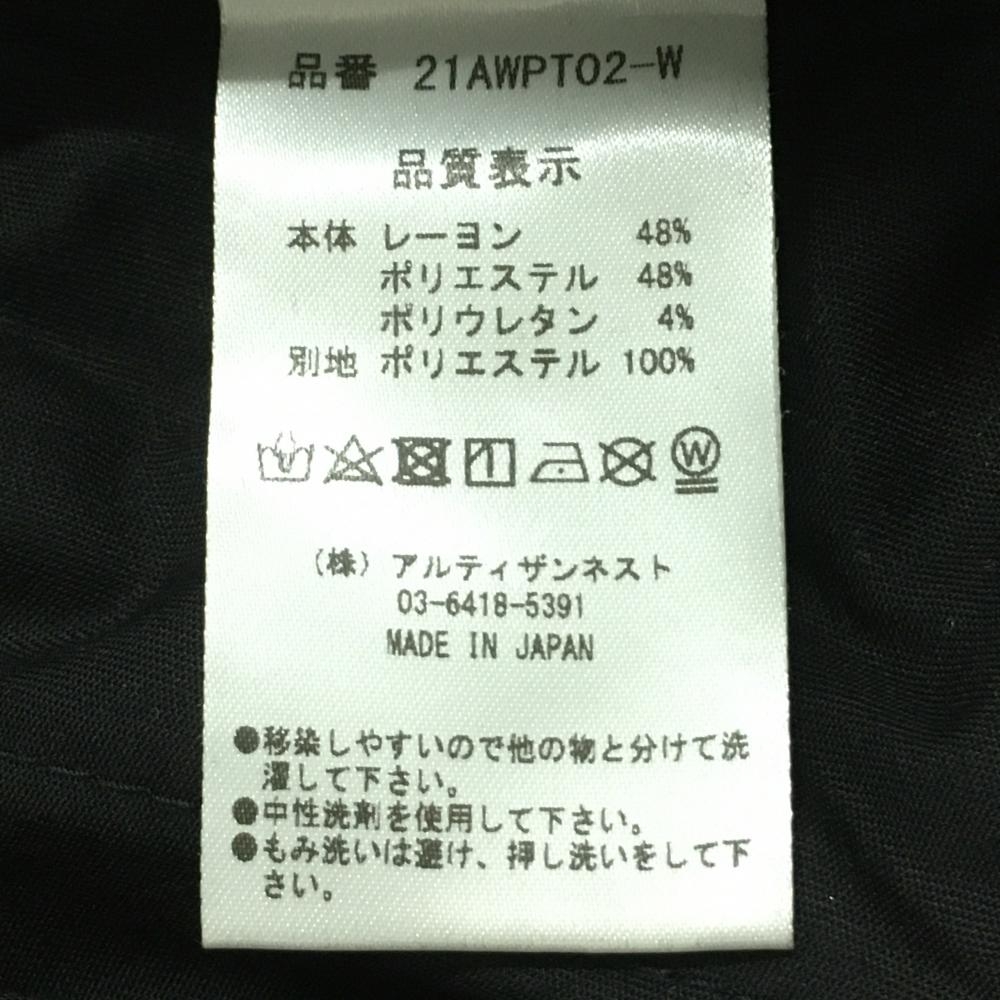 品番 21AWPT02-W
品質表示
本体 レーヨン 48%
ポリエステル 48%
ポリウレタン 4%
別地 ポリエステル 100%
W
(株) アルティザンネスト
03-6418-5391
MADE IN JAPAN
●移染しやすいので他の物と分けて洗
濯して下さい。
●中性洗剤を使用して下さい。
●もみ洗いは避け、押し洗いをして下
さい。